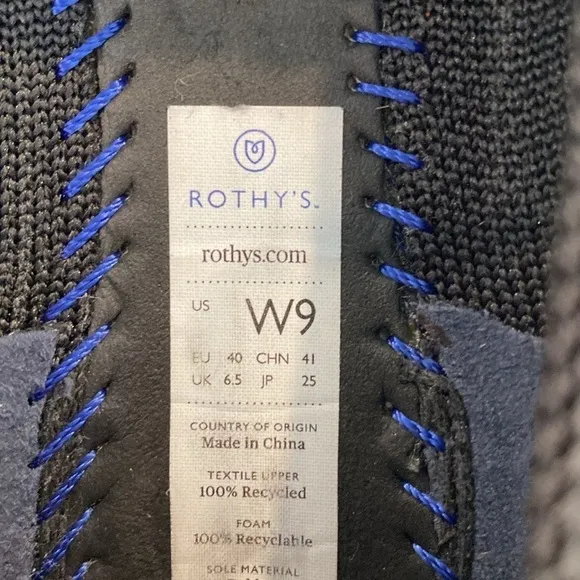 ROTHY'S™
rothys.com
US W9
EU 40 CHN 41
UK 6.5 JP 25
COUNTRY OF ORIGIN
Made in China
TEXTILE UPPER
100% Recycled
FOAM
100% Recyclable
SOLE MATERIAL